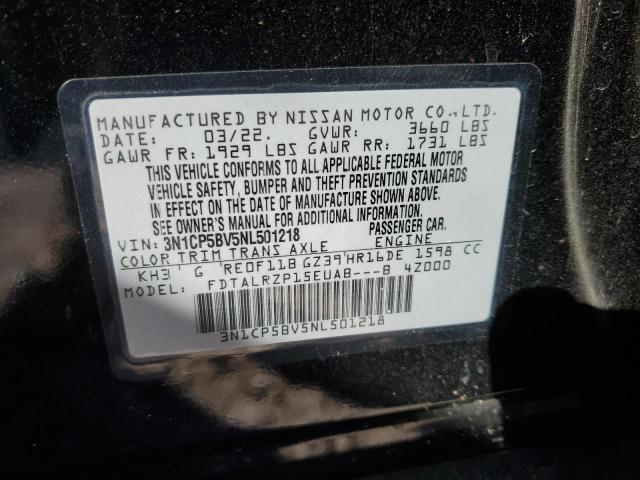 MANUFACTURED BY NISSAN MOTOR CO., LTD.
DATE: 03/22. GVWR: 3660 LBS
GAWR FR: 1929 LBS GAWR RR: 1731 LBS
THIS VEHICLE CONFORMS TO ALL APPLICABLE FEDERAL MOTOR
VEHICLE SAFETY, BUMPER AND THEFT PREVENTION STANDARDS
IN EFFECT ON THE DATE OF MANUFACTURE SHOWN ABOVE.
SEE OWNER'S MANUAL FOR ADDITIONAL INFORMATION.
VIN: 3N1CP5BV5NL501218 PASSENGER CAR.
COLOR TRIM TRANS AXLE ENGINE
KH3 G RE0F11B GZ39 HR16DE 1598 CC
MODEL: FDTALRZP15EUAB---B 4Z000
3N1CP5BV5NL501218